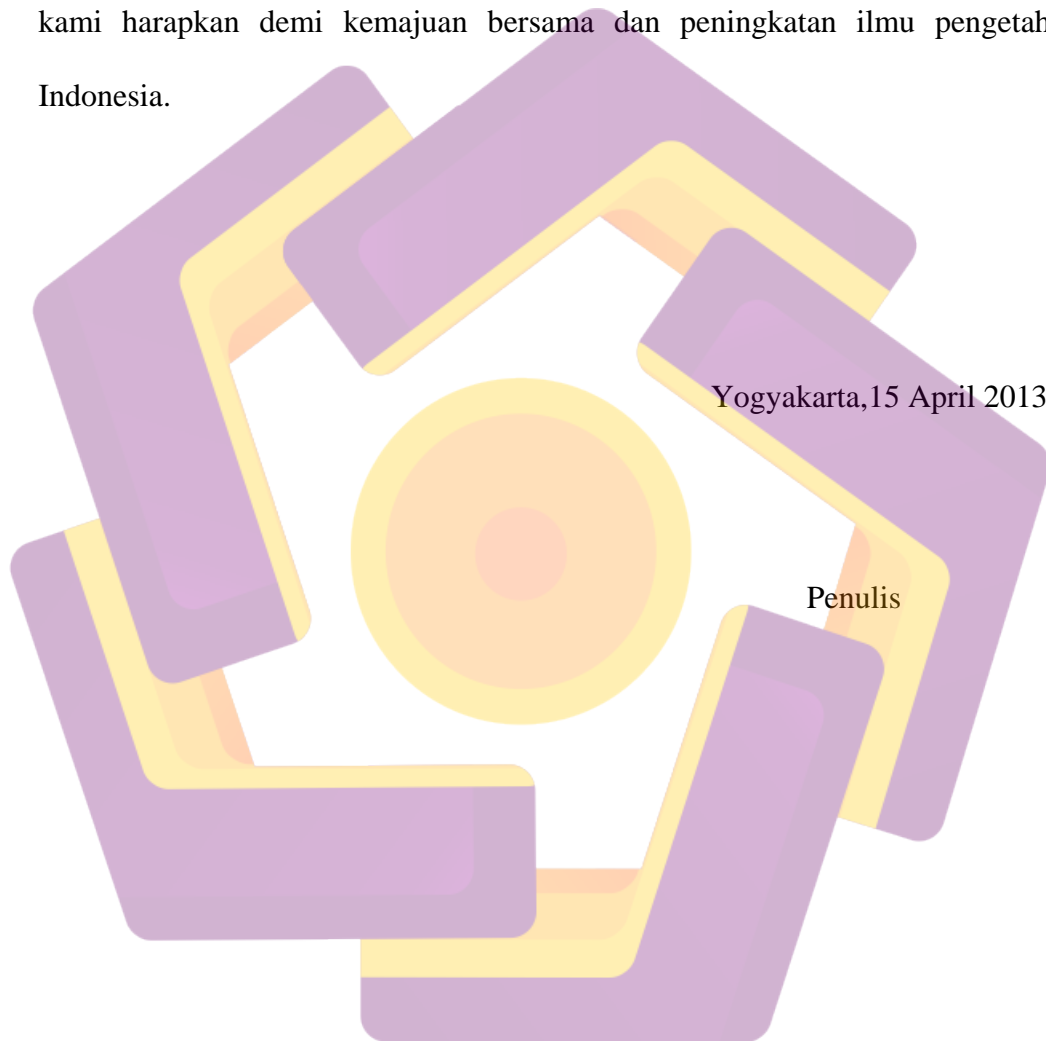 kami harapkan demi kemajuan bersama dan peningkatan ilmu pengetah
Indonesia.
Yogyakarta,15 April 2013
Penulis